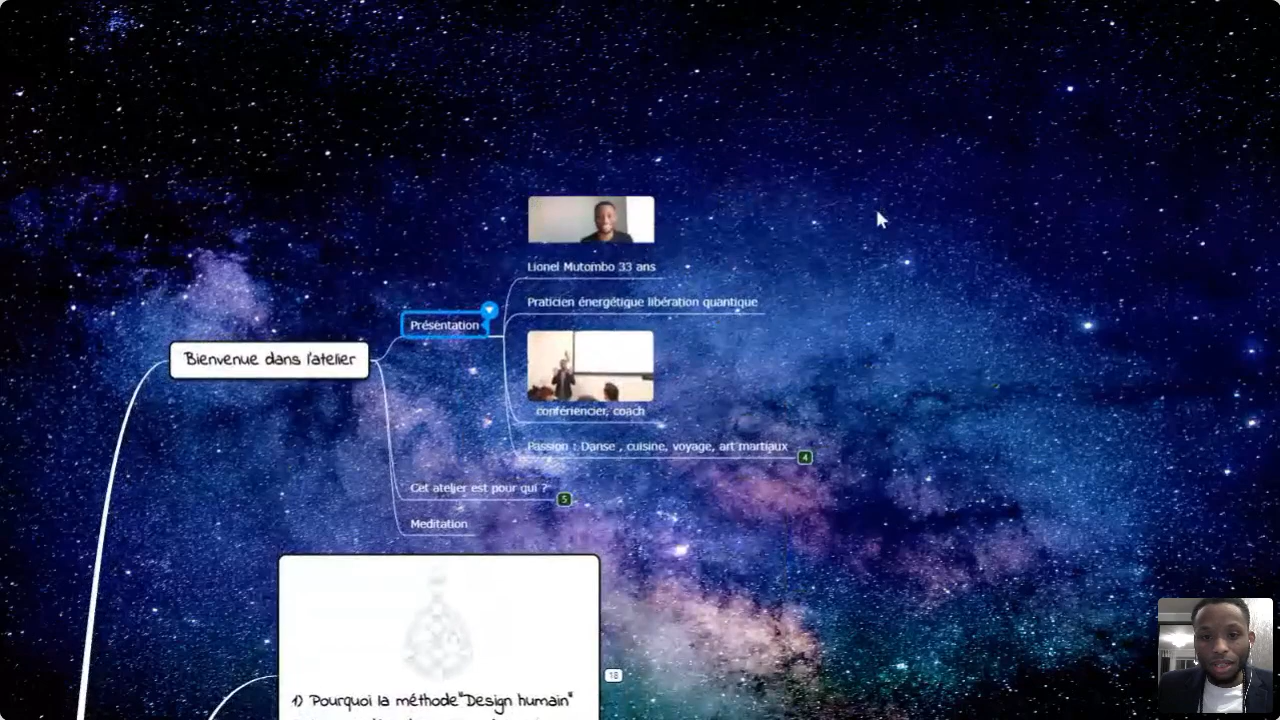 Lionel Mutombo 33 ans
Praticien énergétique libération quantique
Présentation
Bienvenue dans l'atelier
confériencier, coach
Passion : Danse , cuisine, voyage, art martiaux
4
Cet atelier est pour qui ?
5
Meditation
18
1) Pourquoi la méthode"Design humain"